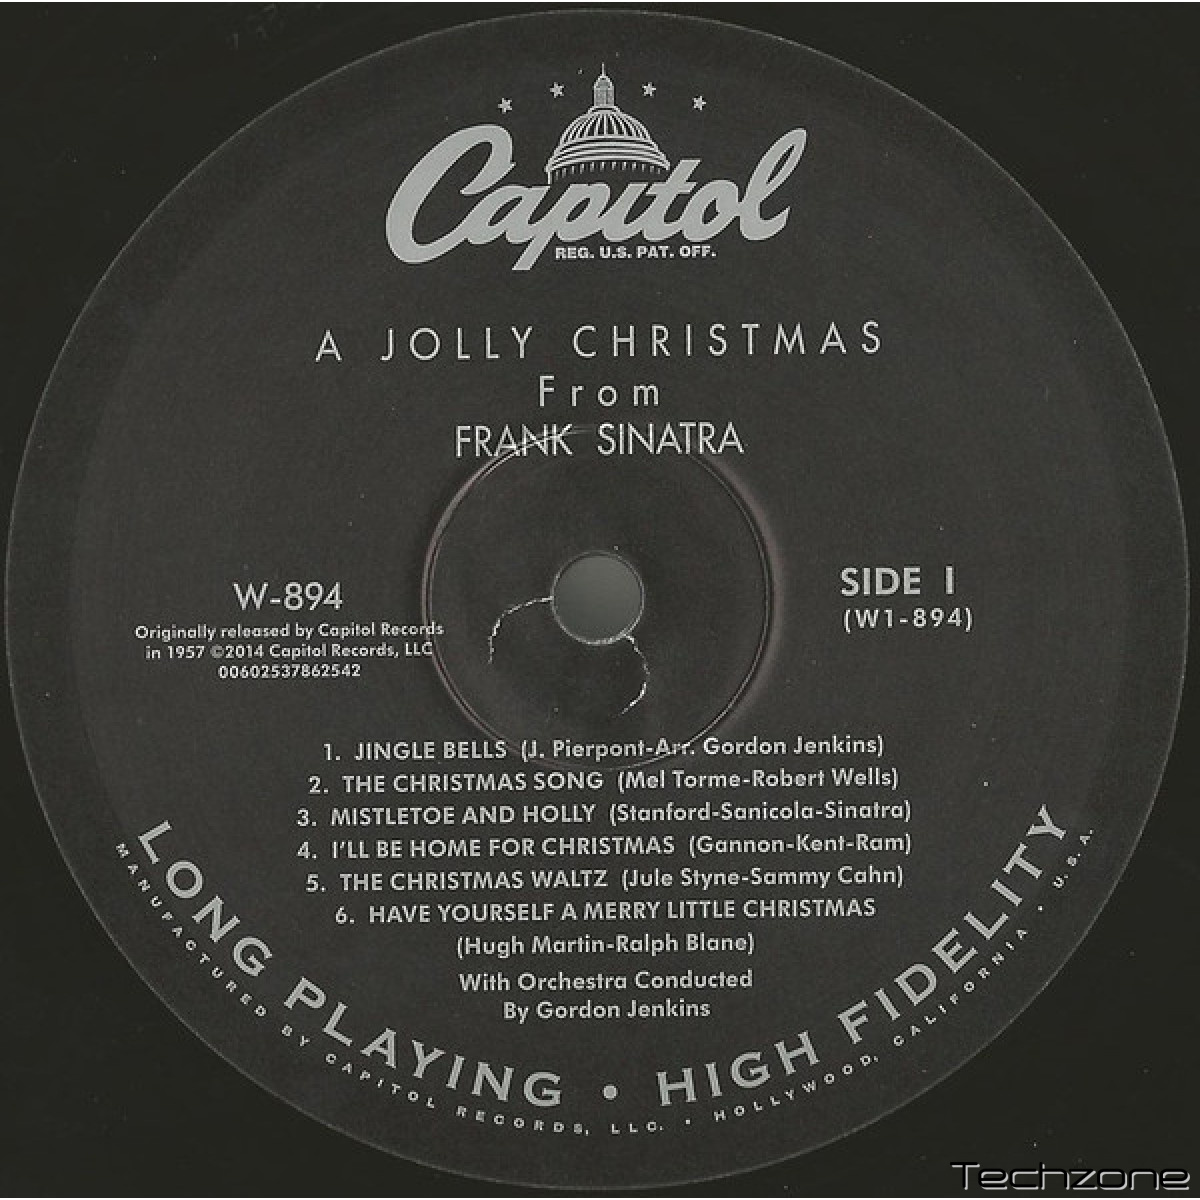 Capitol
REG. U.S. PAT. OFF.
A JOLLY CHRISTMAS
From
FRANK SINATRA
W-894
Originally released by Capitol Records
in 1957 ©2014 Capitol Records, LLC
00602537862542
SIDE 1
(W1-894)
1. JINGLE BELLS (J. Pierpont-Arr. Gordon Jenkins)
2. THE CHRISTMAS SONG (Mel Torme-Robert Wells)
3. MISTLETOE AND HOLLY (Stanford-Sanicola-Sinatra)
4. I'LL BE HOME FOR CHRISTMAS (Gannon-Kent-Ram)
5. THE CHRISTMAS WALTZ (Jule Styne-Sammy Cahn)
6. HAVE YOURSELF A MERRY LITTLE CHRISTMAS
(Hugh Martin-Ralph Blane)
With Orchestra Conducted
By Gordon Jenkins
LONG PLAYING • HIGH FIDELITY
MANUFACTURED BY CAPITOL RECORDS, LLC. • HOLLYWOOD, CALIFORNIA • U.S.A.
Techzone